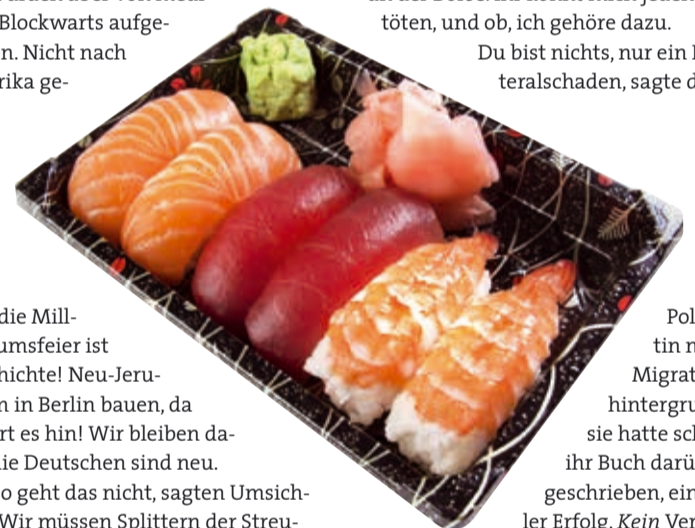 Blockwarts aufge-
n. Nicht nach
rika ge-
die Mill-
umsfeier ist
hichte! Neu-Jeru-
n in Berlin bauen, da
rt es hin! Wir bleiben da-
ie Deutschen sind neu.
o geht das nicht, sagten Umsich-
Wir müssen Splittern der Streu-
töten, und ob, ich gehöre dazu.
Du bist nichts, nur ein
teralschaden, sagte d
Pol
tin
Migrat
hintergru
sie hatte sc
ihr Buch darü
geschrieben, ein
ler Erfolg. Kein Ver